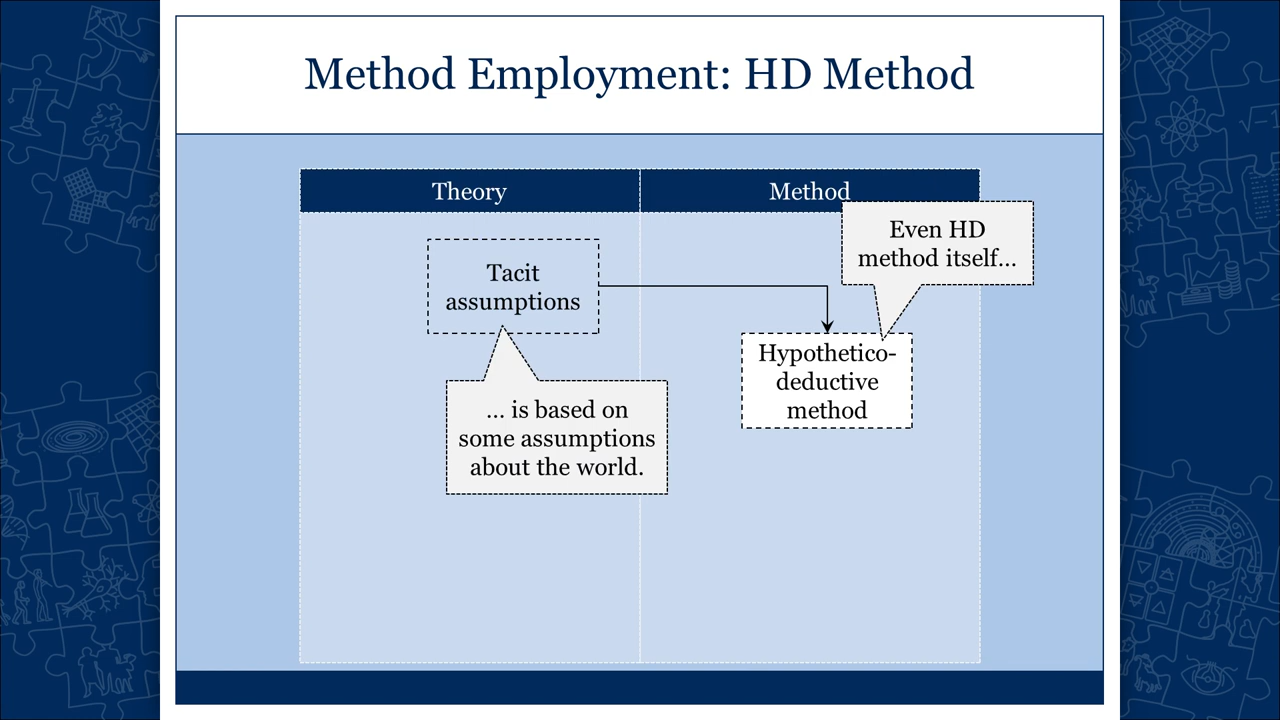 Method Employment: HD Method
Theory
Method
Even HD
method itself...
Tacit
assumptions
Hypothetico-
deductive
method
... is based on
some assumptions
about the world.